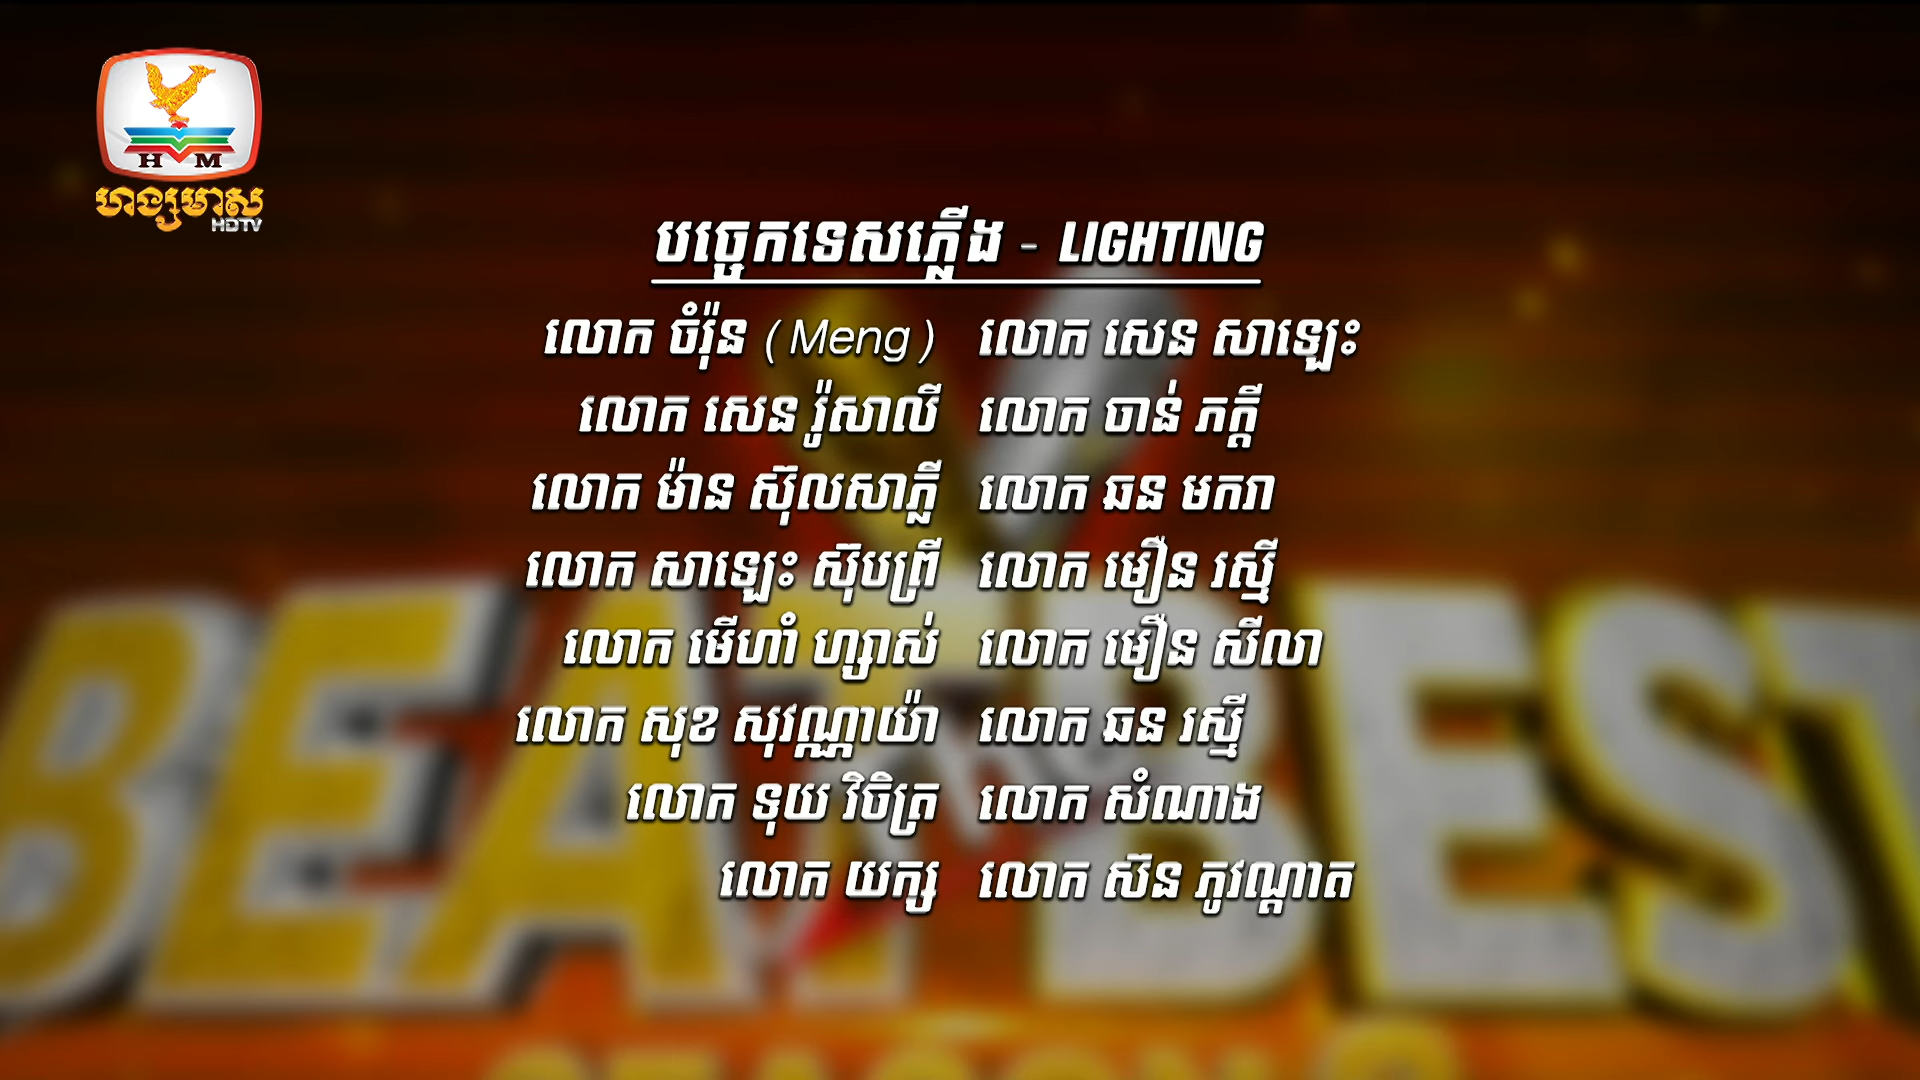 H M
ហង្សមាស
HDTV
បច្ចេកទេសភ្លើង - LIGHTING
លោក ចំរ៉ុន ( Meng ) លោក សេន សាឡេះ
លោក សេន រ៉ូសាលី លោក ចាន់ ភក្ដី
លោក ម៉ាន ស៊ុលសាភ្លី លោក ឆន មករា
លោក សាឡេះ ស៊ុបព្រី លោក មឿន រស្មី
លោក មើហាំ ហ្សាស់ លោក មឿន សីលា
លោក សុខ សុវណ្ណាយ៉ា លោក ឆន រស្មី
លោក ទុយ វិចិត្រ លោក សំណាង
លោក យក្ស លោក ស៊ន ភូវណ្ណដាត
BEAT BEST